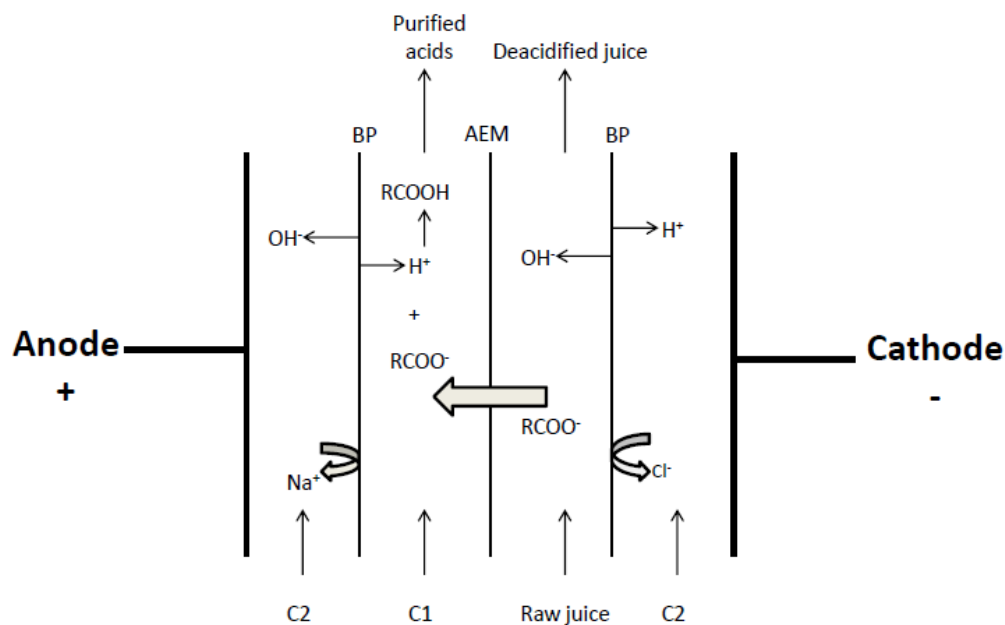 Purified
acids
Deacidified juice
BP
AEM
BP
RCOOH
OH⁻
H⁺
H⁺
OH⁻
+
Anode
+
Cathode
-
RCOO⁻
RCOO⁻
Na⁺
Cl⁻
C2
C1
Raw juice
C2